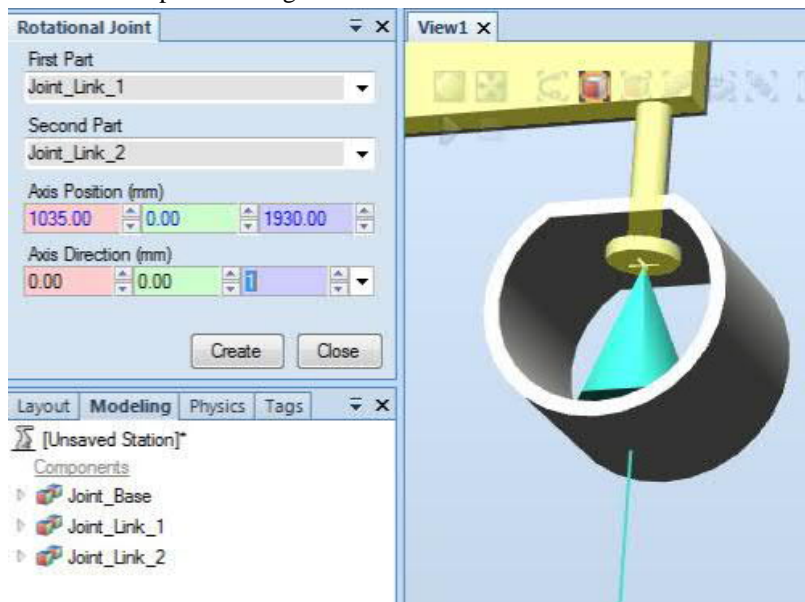 Rotational Joint
First Part
Joint_Link_1
Second Part
Joint_Link_2
Axis Position (mm)
1035.00 0.00 1930.00
Axis Direction (mm)
0.00 0.00 1
Create Close
Layout Modeling Physics Tags
[Unsaved Station]*
Components
Joint_Base
Joint_Link_1
Joint_Link_2
View1